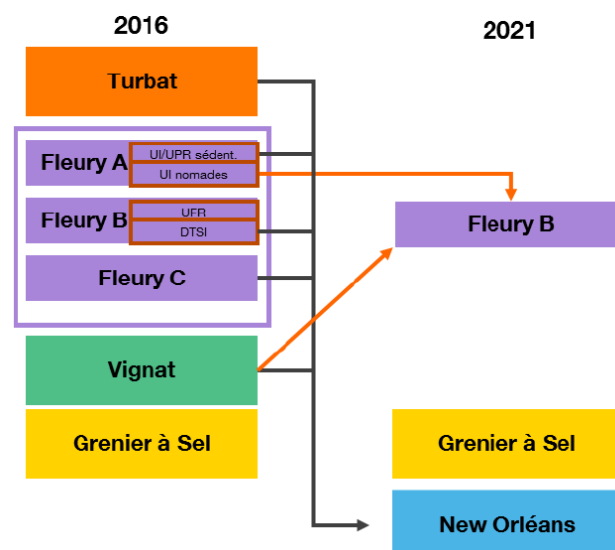 2016
2021
Turbat
Fleury A
UI/UPR sédent.
UI nomades
Fleury B
UFR
DTSI
Fleury B
Fleury C
Vignat
Grenier à Sel
Grenier à Sel
New Orléans